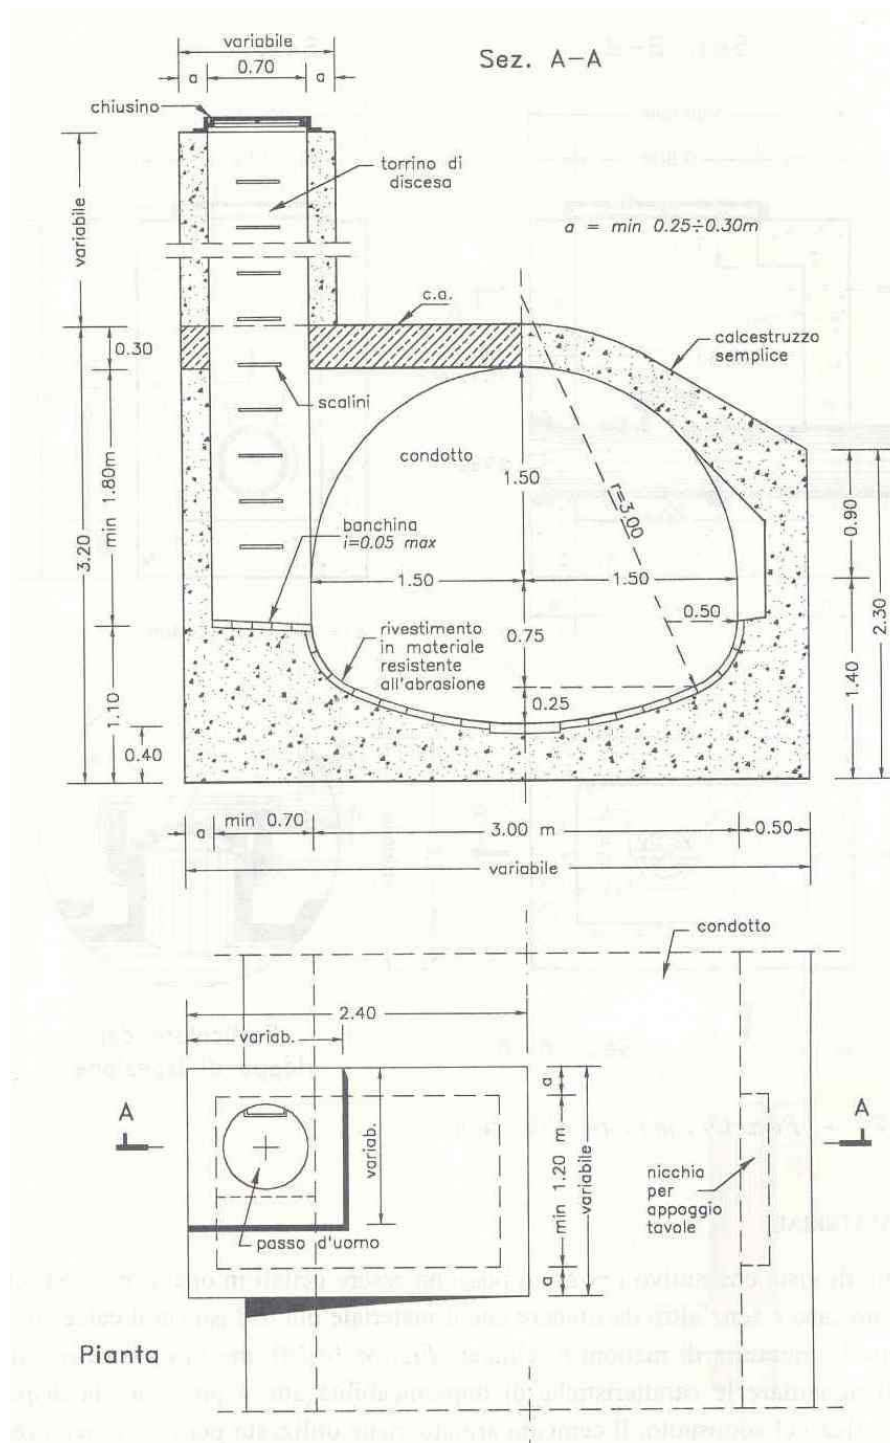 variabile
Sez. A-A
a
0.70
a
chiusino
torrino di
discesa
a = min 0.25÷0.30m
variabile
c.a.
calcestruzzo
semplice
0.30
scalini
condotto
1.50
r=3.00
min 1.80m
3.20
0.90
2.30
banchina
i=0.05 max
1.50
1.50
0.50
0.75
rivestimento
in materiale
resistente
all'abrasione
0.25
1.40
1.10
0.40
a
min 0.70
3.00 m
0.50
variabile
condotto
2.40
variab.
a
A
A
variab.
min 1.20 m
variabile
nicchia
per
appoggio
tavole
passo d'uomo
a
Pianta